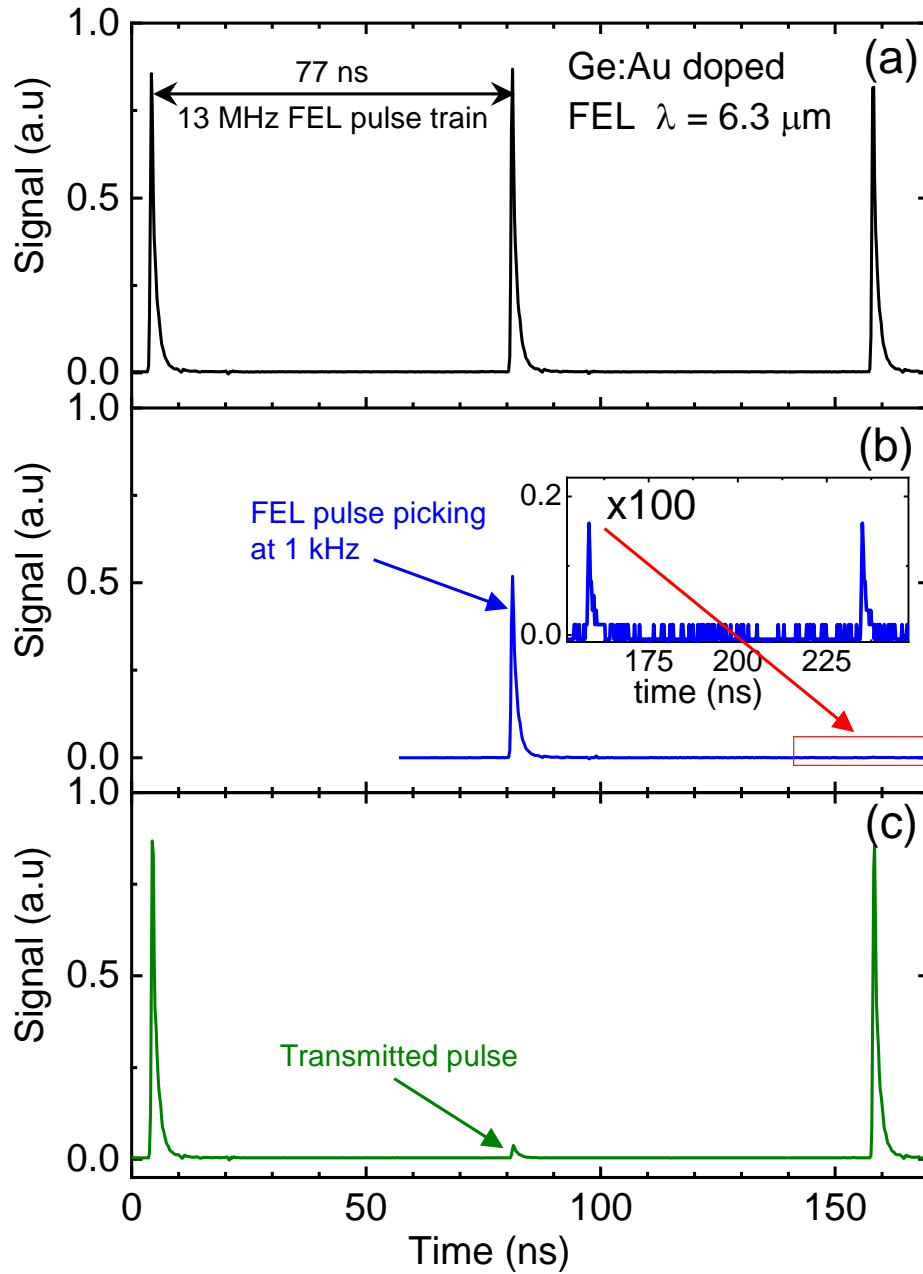 1.0
(a)
77 ns
13 MHz FEL pulse train
Ge:Au doped
FEL λ = 6.3 μm
Signal (a.u)
0.5
0.0
1.0
(b)
FEL pulse picking
at 1 kHz
0.2
x100
0.0
175 200 225
time (ns)
Signal (a.u)
0.5
0.0
1.0
(c)
Signal (a.u)
0.5
Transmitted pulse
0.0
0 50 100 150
Time (ns)